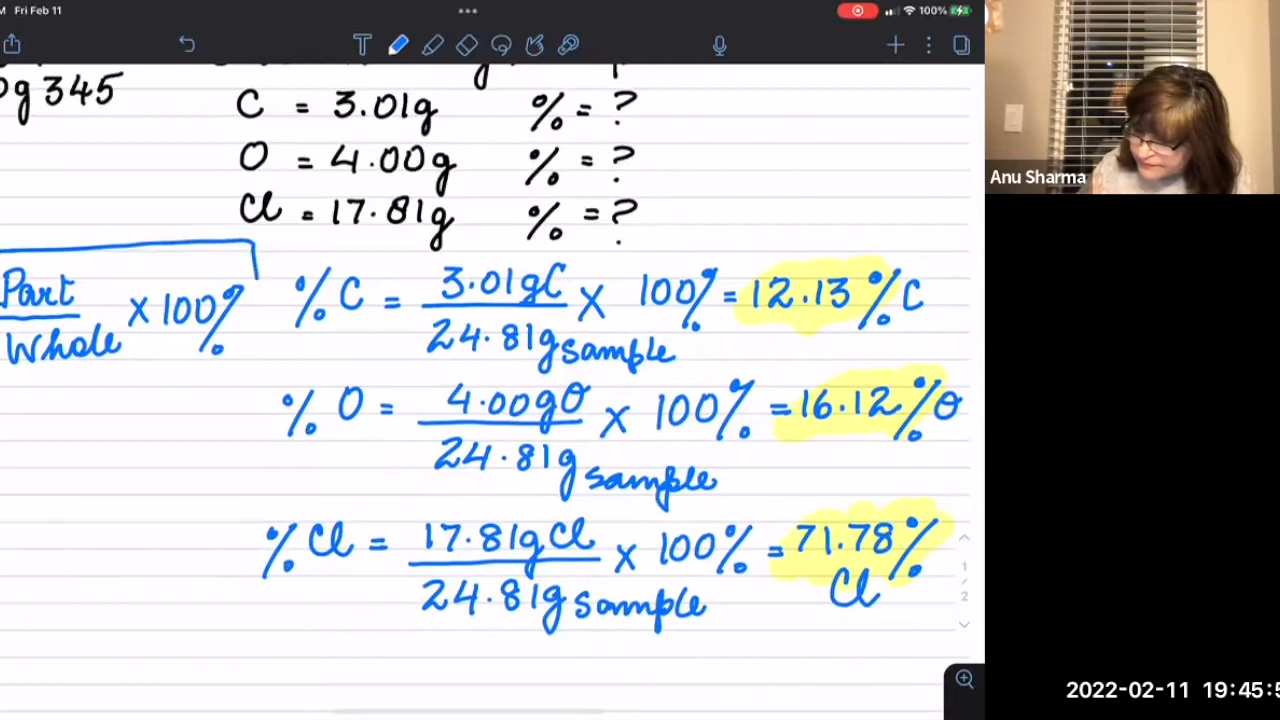 Fri Feb 11
100%
g 345
C = 3.01g % = ?
O = 4.00g % = ?
Cl = 17.81g % = ?
Part
Whole
x 100%
% C = 3.01gC
24.81g sample
X 100% = 12.13% C
% O = 4.00gO
24.81g sample
X 100% = 16.12% O
% Cl = 17.81gCl
24.81g sample
x 100% = 71.78%
Cl
1
/
2
Anu Sharma
2022-02-11 19:45:5